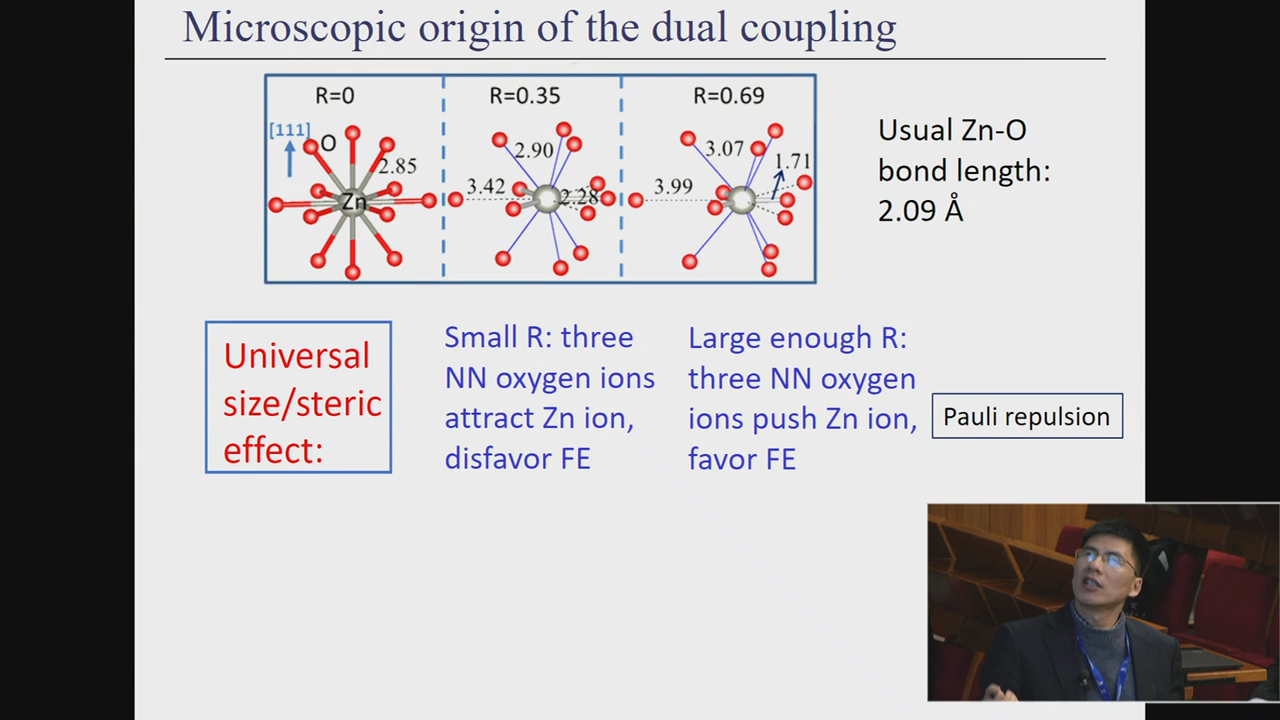 Microscopic origin of the dual coupling
R=0
R=0.35
R=0.69
[111]
O
2.85
Zn
2.90
3.42
2.28
3.07
1.71
3.99
Usual Zn-O
bond length:
2.09 Å
Universal
size/steric
effect:
Small R: three
NN oxygen ions
attract Zn ion,
disfavor FE
Large enough R:
three NN oxygen
ions push Zn ion,
favor FE
Pauli repulsion